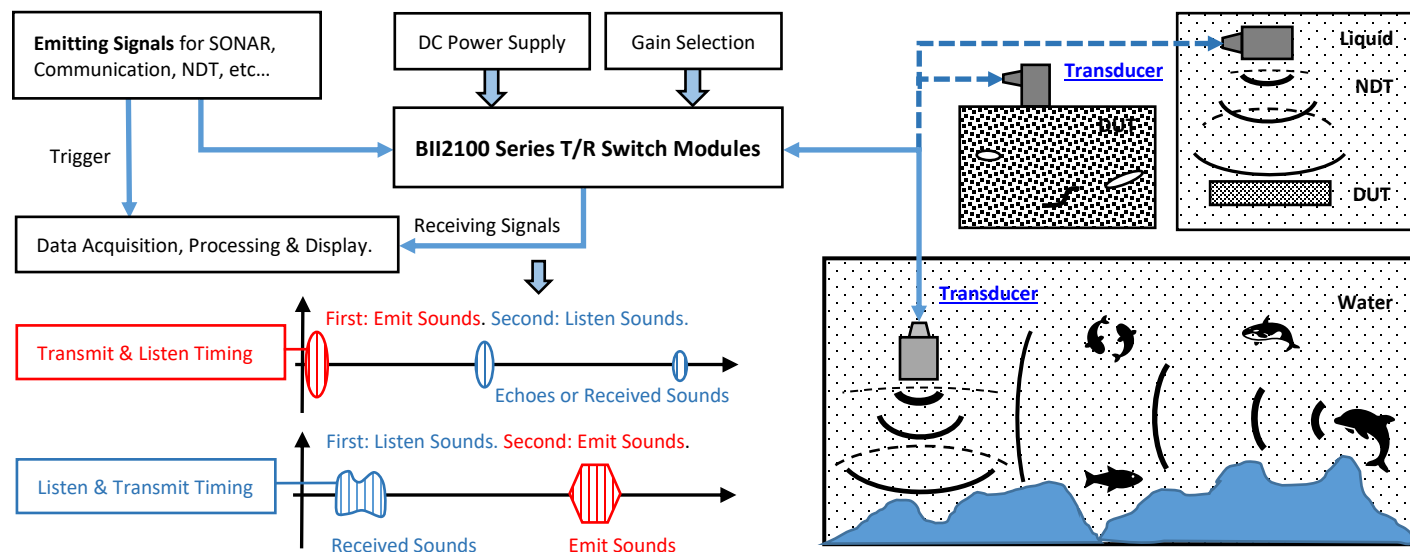 Emitting Signals for SONAR,
Communication, NDT, etc...
DC Power Supply
Gain Selection
Transducer
Liquid
NDT
DUT
DUT
Trigger
BII2100 Series T/R Switch Modules
Receiving Signals
Data Acquisition, Processing & Display.
Transducer
Water
First: Emit Sounds. Second: Listen Sounds.
Transmit & Listen Timing
Echoes or Received Sounds
First: Listen Sounds. Second: Emit Sounds.
Listen & Transmit Timing
Received Sounds
Emit Sounds